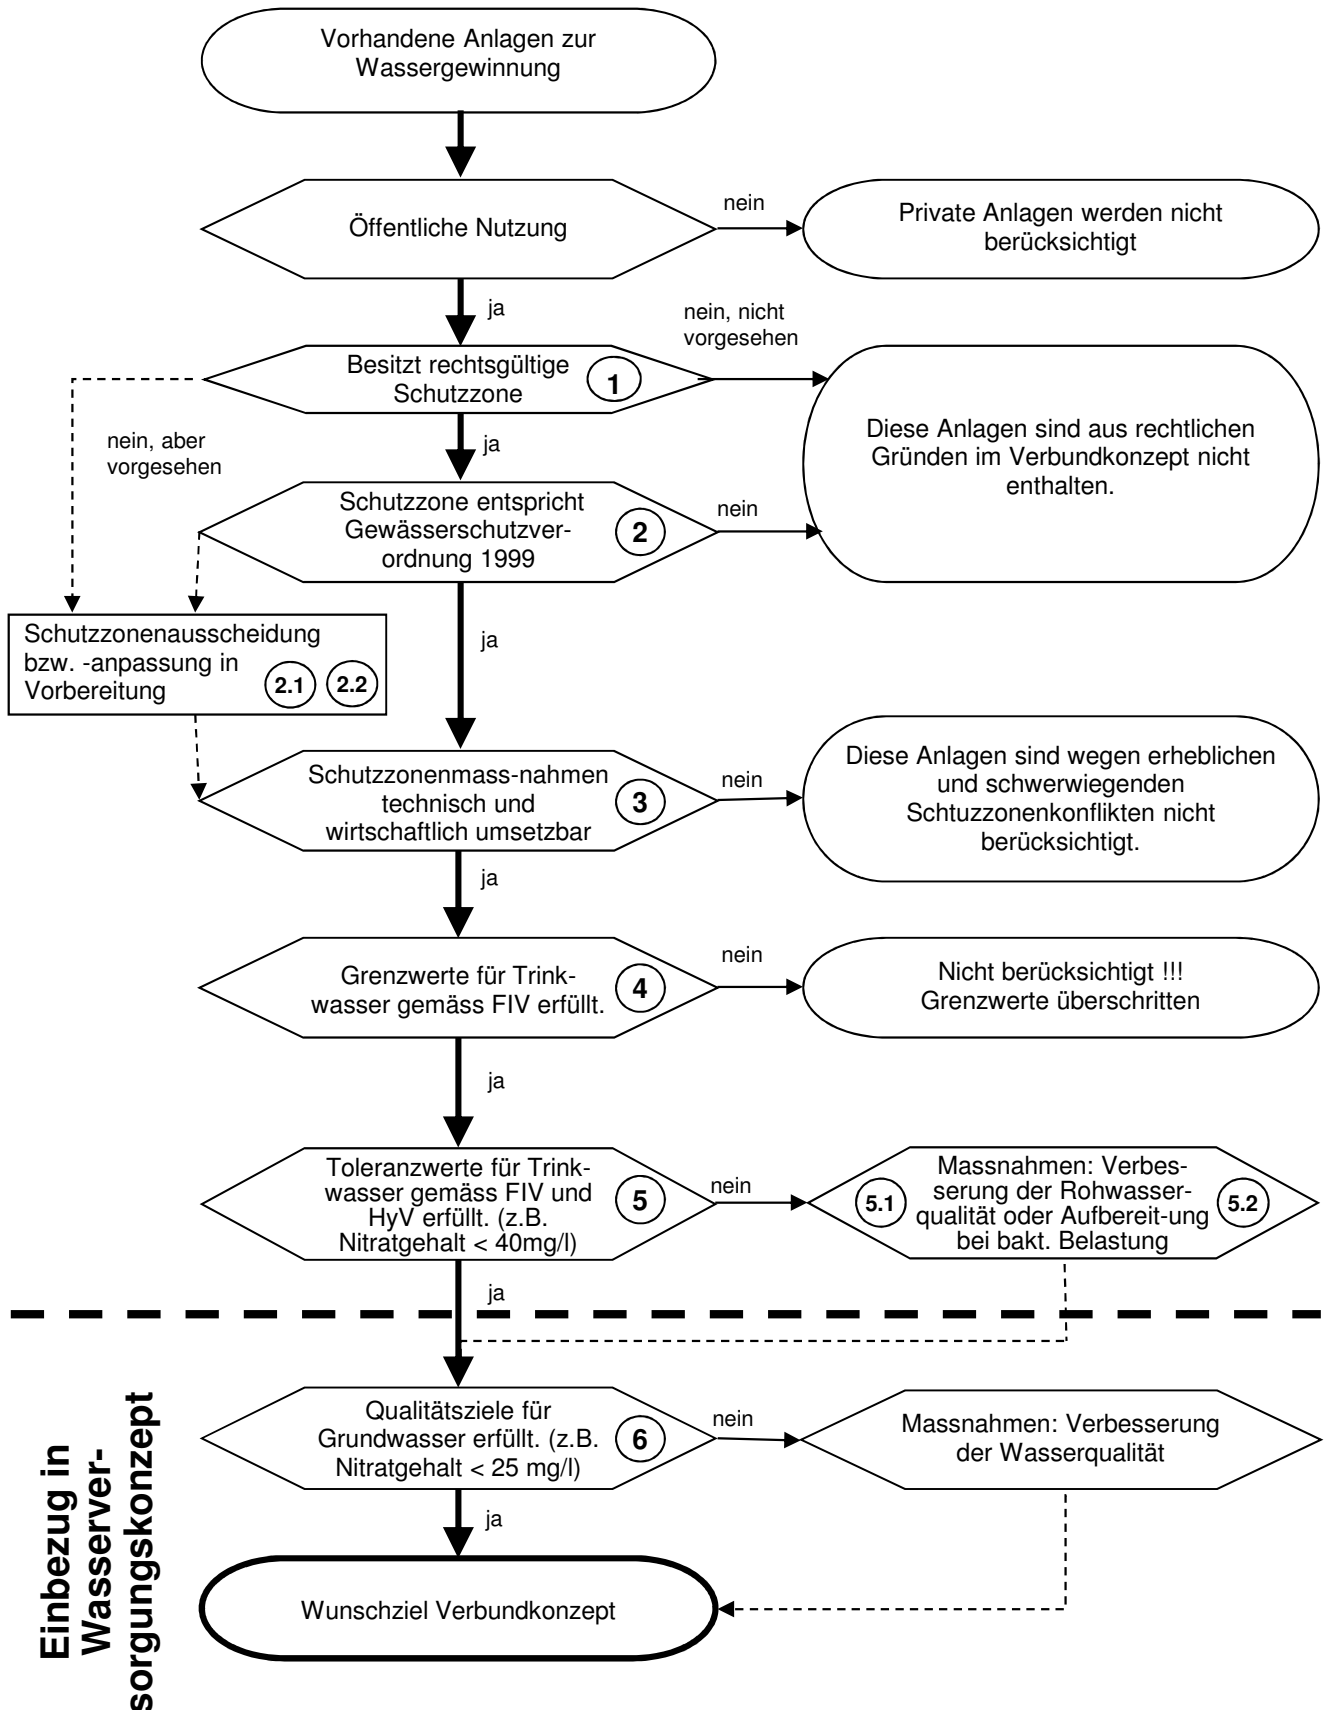 Vorhandene Anlagen zur
Wassergewinnung
Öffentliche Nutzung
nein
Private Anlagen werden nicht
berücksichtigt
ja
nein, nicht
vorgesehen
Besitzt rechtsgültige
Schutzzone
1
nein, aber
vorgesehen
ja
Diese Anlagen sind aus rechtlichen
Gründen im Verbundkonzept nicht
enthalten.
Schutzzone entspricht
Gewässerschutzver-
ordnung 1999
2
nein
Schutzzonenausscheidung
bzw. -anpassung in
Vorbereitung
2.1
2.2
ja
Schutzzonenmass-nahmen
technisch und
wirtschaftlich umsetzbar
3
nein
Diese Anlagen sind wegen erheblichen
und schwerwiegenden
Schtuzzonenkonflikten nicht
berücksichtigt.
ja
Grenzwerte für Trink-
wasser gemäss FIV erfüllt.
4
nein
Nicht berücksichtigt !!!
Grenzwerte überschritten
ja
Toleranzwerte für Trink-
wasser gemäss FIV und
HyV erfüllt. (z.B.
Nitratgehalt < 40mg/l)
5
nein
5.1
Massnahmen: Verbes-
serung der Rohwasser-
qualität oder Aufbereit-ung
bei bakt. Belastung
5.2
ja
Einbezug in
Wasserver-
sorgungskonzept
Qualitätsziele für
Grundwasser erfüllt. (z.B.
Nitratgehalt < 25 mg/l)
6
nein
Massnahmen: Verbesserung
der Wasserqualität
ja
Wunschziel Verbundkonzept